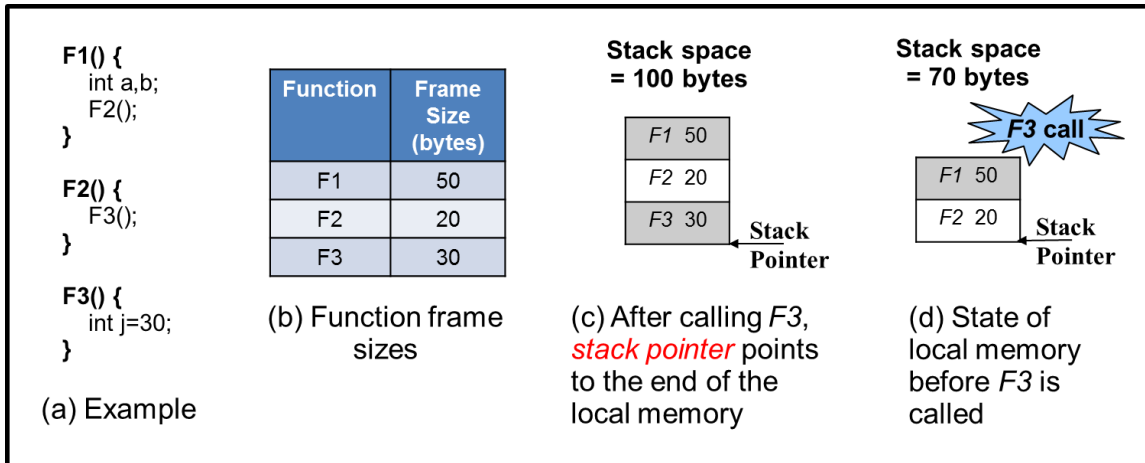 F1() {
int a,b;
F2();
}
F2() {
F3();
}
F3() {
int j=30;
}
(a) Example
Function
Frame
Size
(bytes)
F1
50
F2
20
F3
30
(b) Function frame
sizes
Stack space
= 100 bytes
F1 50
F2 20
F3 30
Stack
Pointer
(c) After calling F3,
stack pointer points
to the end of the
local memory
Stack space
= 70 bytes
F3 call
F1 50
F2 20
Stack
Pointer
(d) State of
local memory
before F3 is
called